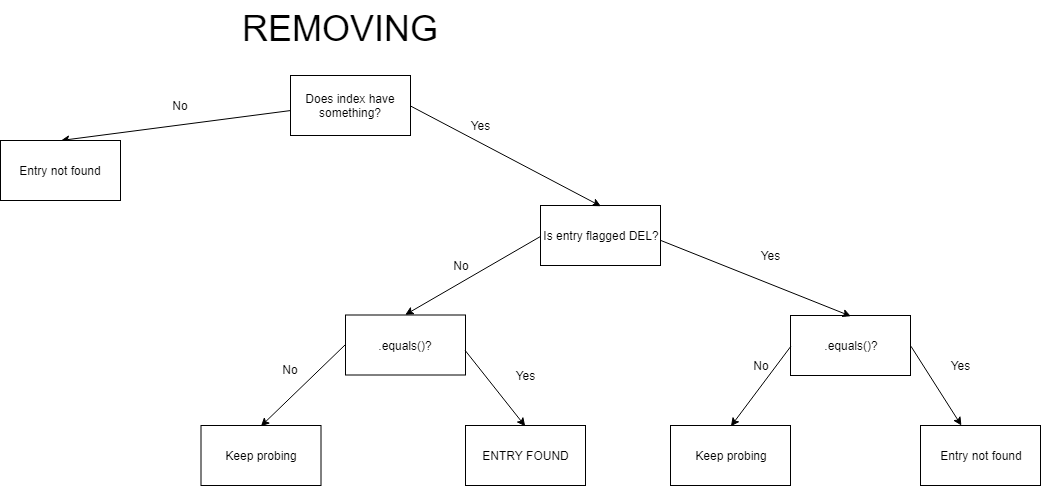 REMOVING
Does index have
something?
No
Yes
Entry not found
Is entry flagged DEL?
No
Yes
.equals()?
.equals()?
No
Yes
No
Yes
Keep probing
ENTRY FOUND
Keep probing
Entry not found